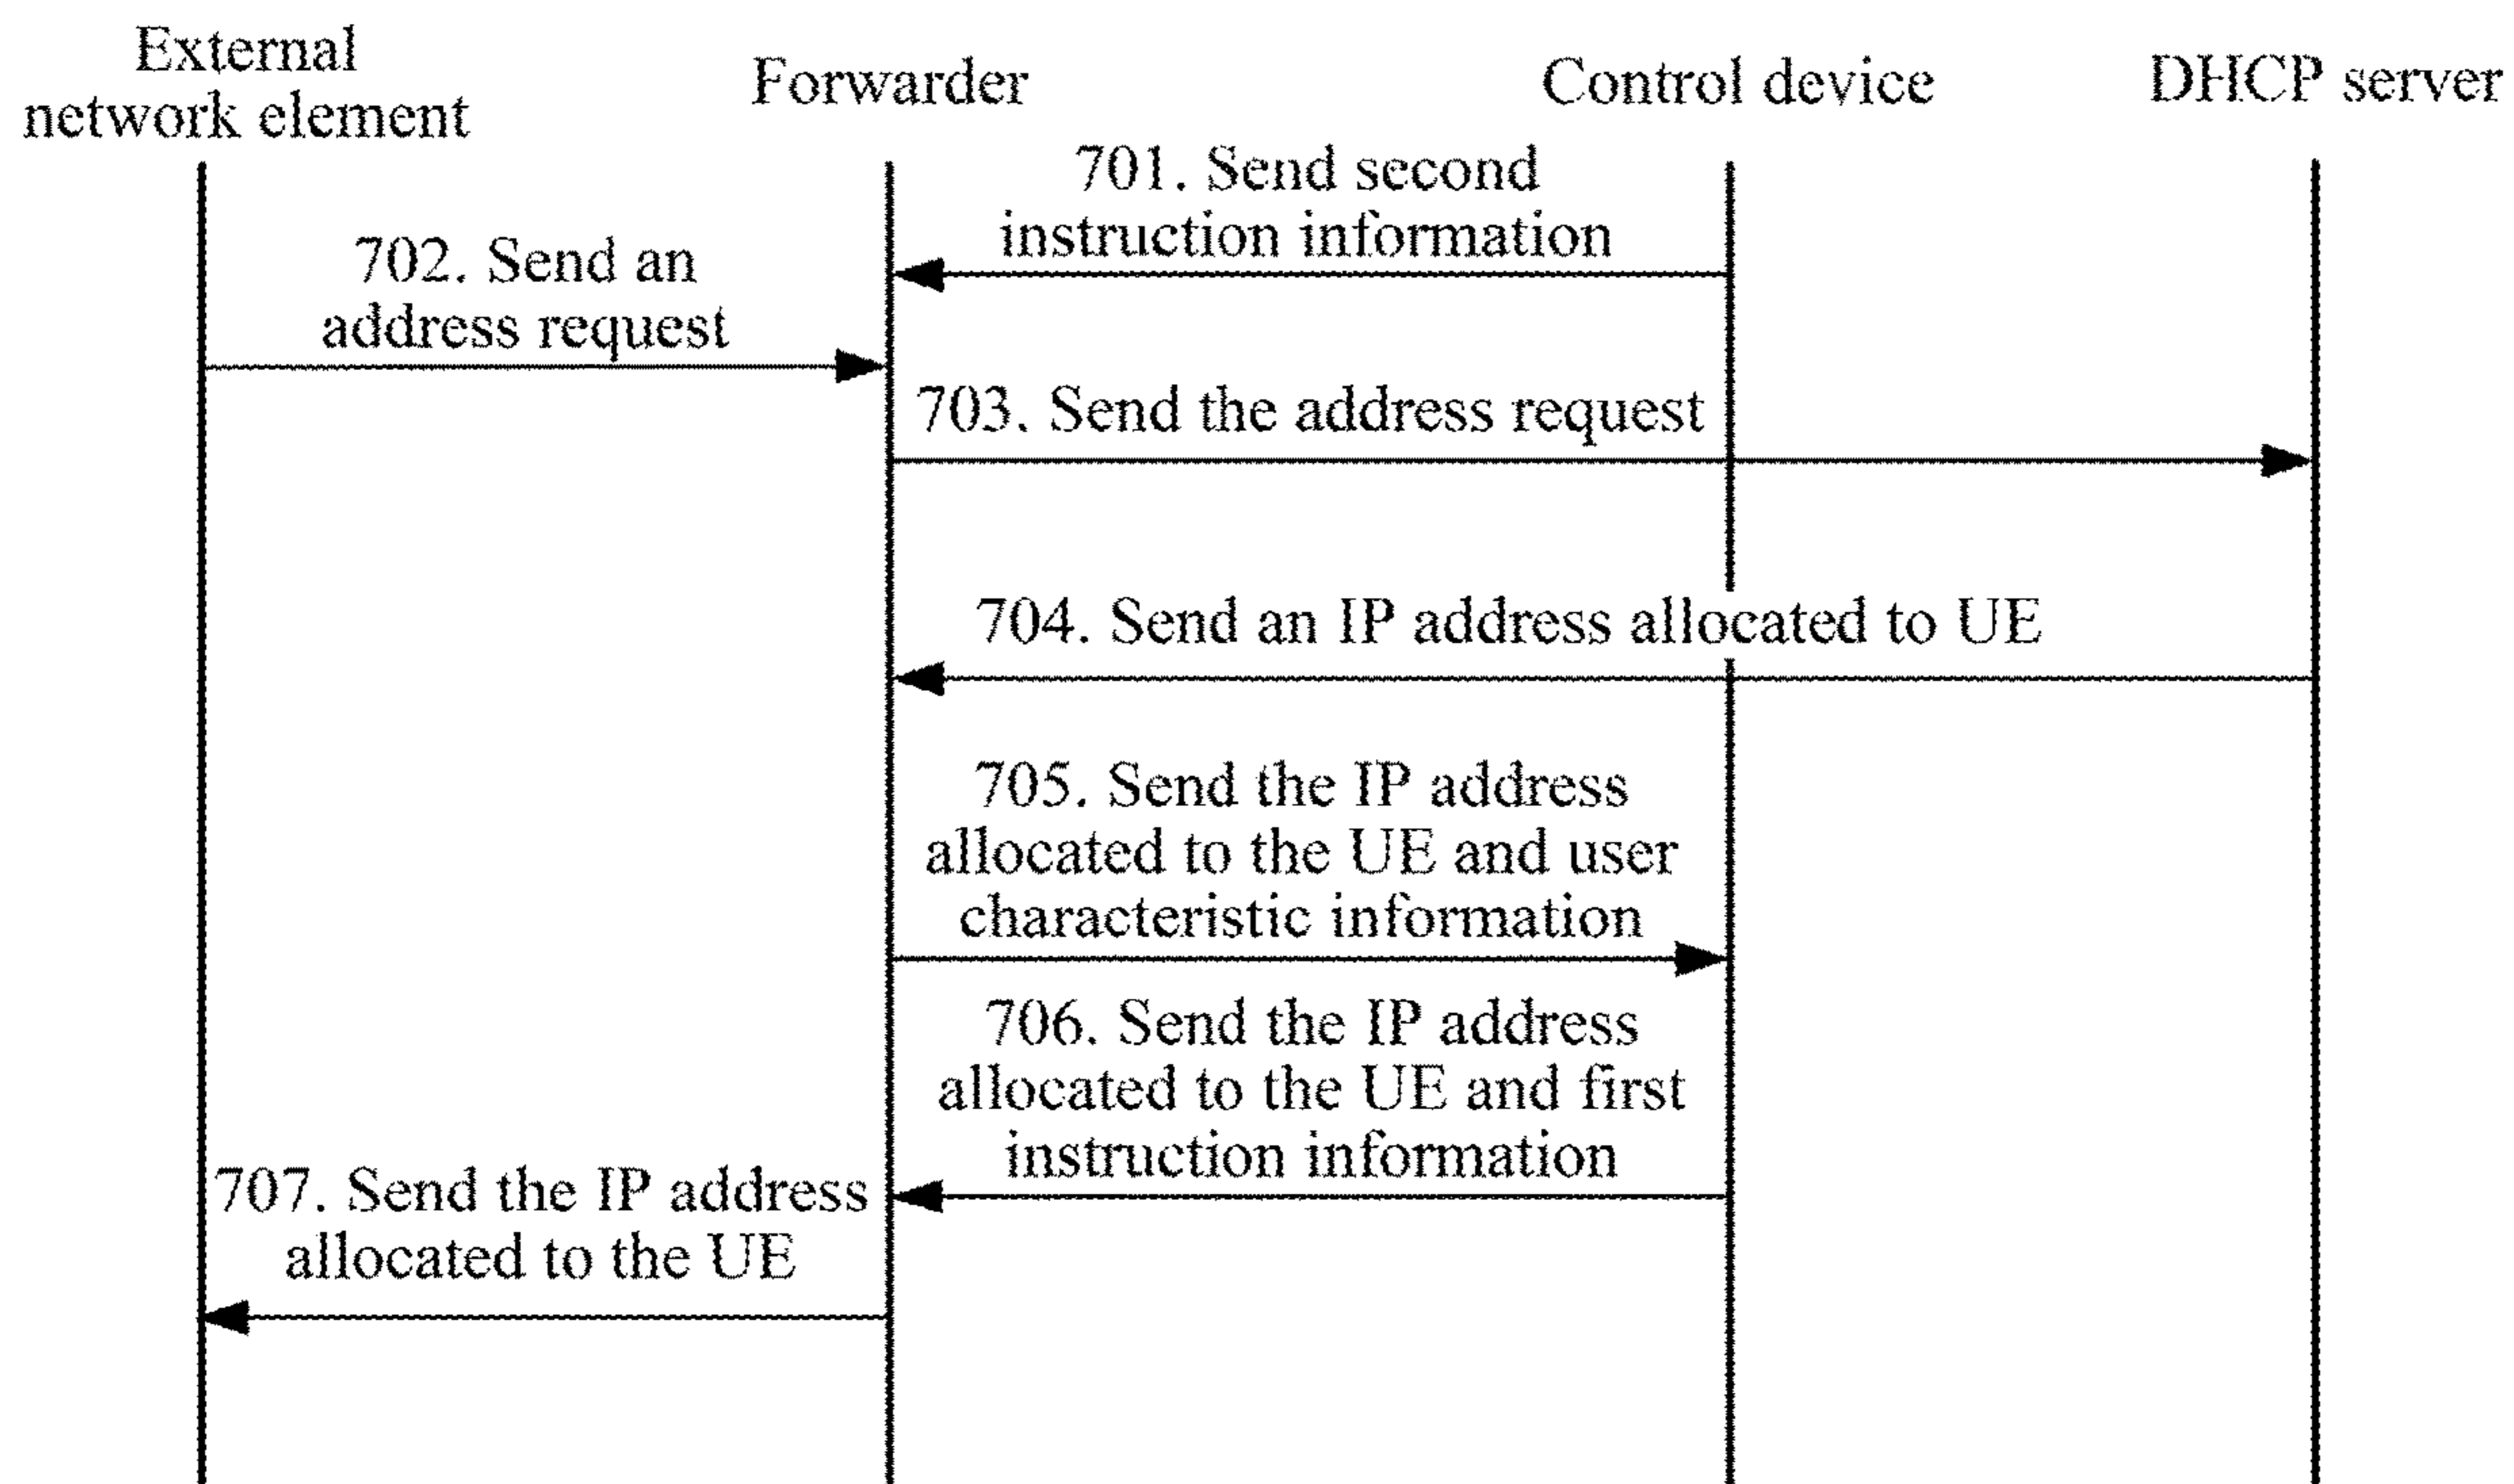 External
network element
Forwarder
Control device
DHCP server
701. Send second
instruction information
702. Send an
address request
703. Send the address request
704. Send an IP address allocated to UE
705. Send the IP address
allocated to the UE and user
characteristic information
706. Send the IP address
allocated to the UE and first
instruction information
707. Send the IP address
allocated to the UE